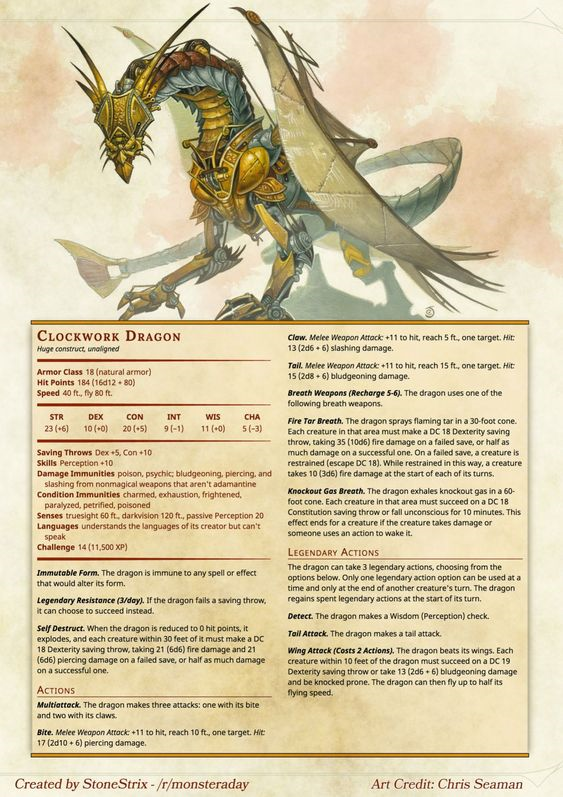 Clockwork Dragon
Huge construct, unaligned
Armor Class 18 (natural armor)
Hit Points 184 (16d12 + 80)
Speed 40 ft., fly 80 ft.
STR DEX CON INT WIS CHA
23 (+6) 10 (+0) 20 (+5) 9 (−1) 11 (+0) 5 (−3)
Saving Throws Dex +5, Con +10
Skills Perception +10
Damage Immunities poison, psychic; bludgeoning, piercing, and
slashing from nonmagical weapons that aren't adamantine
Condition Immunities charmed, exhaustion, frightened,
paralyzed, petrified, poisoned
Senses truesight 60 ft., darkvision 120 ft., passive Perception 20
Languages understands the languages of its creator but can't
speak
Challenge 14 (11,500 XP)
Immutable Form. The dragon is immune to any spell or effect
that would alter its form.
Legendary Resistance (3/day). If the dragon fails a saving throw,
it can choose to succeed instead.
Self Destruct. When the dragon is reduced to 0 hit points, it
explodes, and each creature within 30 feet of it must make a DC
18 Dexterity saving throw, taking 21 (6d6) fire damage and 21
(6d6) piercing damage on a failed save, or half as much damage
on a successful one.
Actions
Multiattack. The dragon makes three attacks: one with its bite
and two with its claws.
Bite. Melee Weapon Attack: +11 to hit, reach 10 ft., one target. Hit:
17 (2d10 + 6) piercing damage.
Claw. Melee Weapon Attack: +11 to hit, reach 5 ft., one target. Hit:
13 (2d6 + 6) slashing damage.
Tail. Melee Weapon Attack: +11 to hit, reach 15 ft., one target. Hit:
15 (2d8 + 6) bludgeoning damage.
Breath Weapons (Recharge 5-6). The dragon uses one of the
following breath weapons.
Fire Tar Breath. The dragon sprays flaming tar in a 30-foot cone.
Each creature in that area must make a DC 18 Dexterity saving
throw, taking 35 (10d6) fire damage on a failed save, or half as
much damage on a successful one. On a failed save, a creature is
restrained (escape DC 18). While restrained in this way, a creature
takes 10 (3d6) fire damage at the start of each of its turns.
Knockout Gas Breath. The dragon exhales knockout gas in a 60-
foot cone. Each creature in that area must succeed on a DC 18
Constitution saving throw or fall unconscious for 10 minutes. This
effect ends for a creature if the creature takes damage or
someone uses an action to wake it.
Legendary Actions
The dragon can take 3 legendary actions, choosing from the
options below. Only one legendary action option can be used at a
time and only at the end of another creature's turn. The dragon
regains spent legendary actions at the start of its turn.
Detect. The dragon makes a Wisdom (Perception) check.
Tail Attack. The dragon makes a tail attack.
Wing Attack (Costs 2 Actions). The dragon beats its wings. Each
creature within 10 feet of the dragon must succeed on a DC 19
Dexterity saving throw or take 13 (2d6 + 6) bludgeoning damage
and be knocked prone. The dragon can then fly up to half its
flying speed.
Created by StoneStrix - /r/monsteraday
Art Credit: Chris Seaman